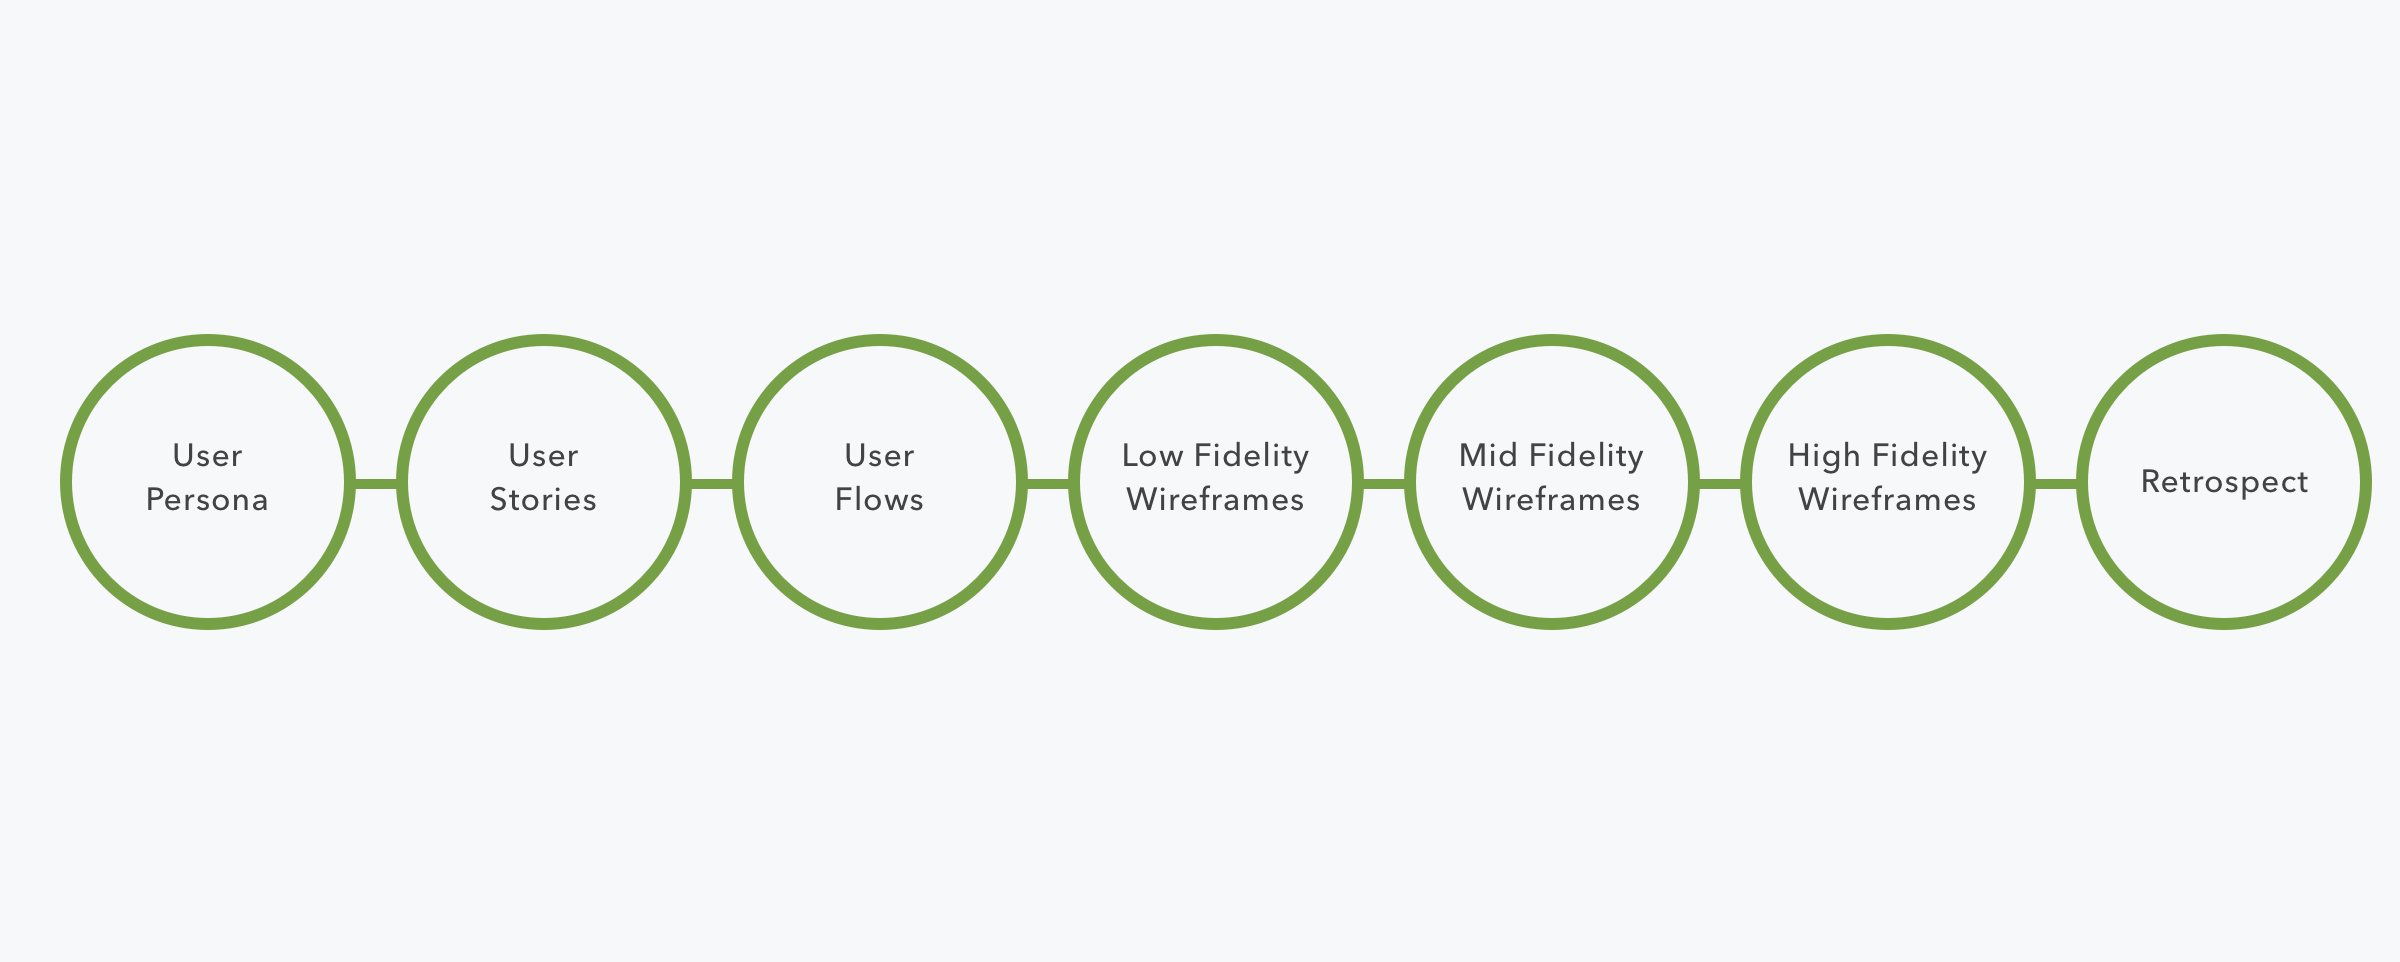 User
Persona
User
Stories
User
Flows
Low Fidelity
Wireframes
Mid Fidelity
Wireframes
High Fidelity
Wireframes
Retrospect